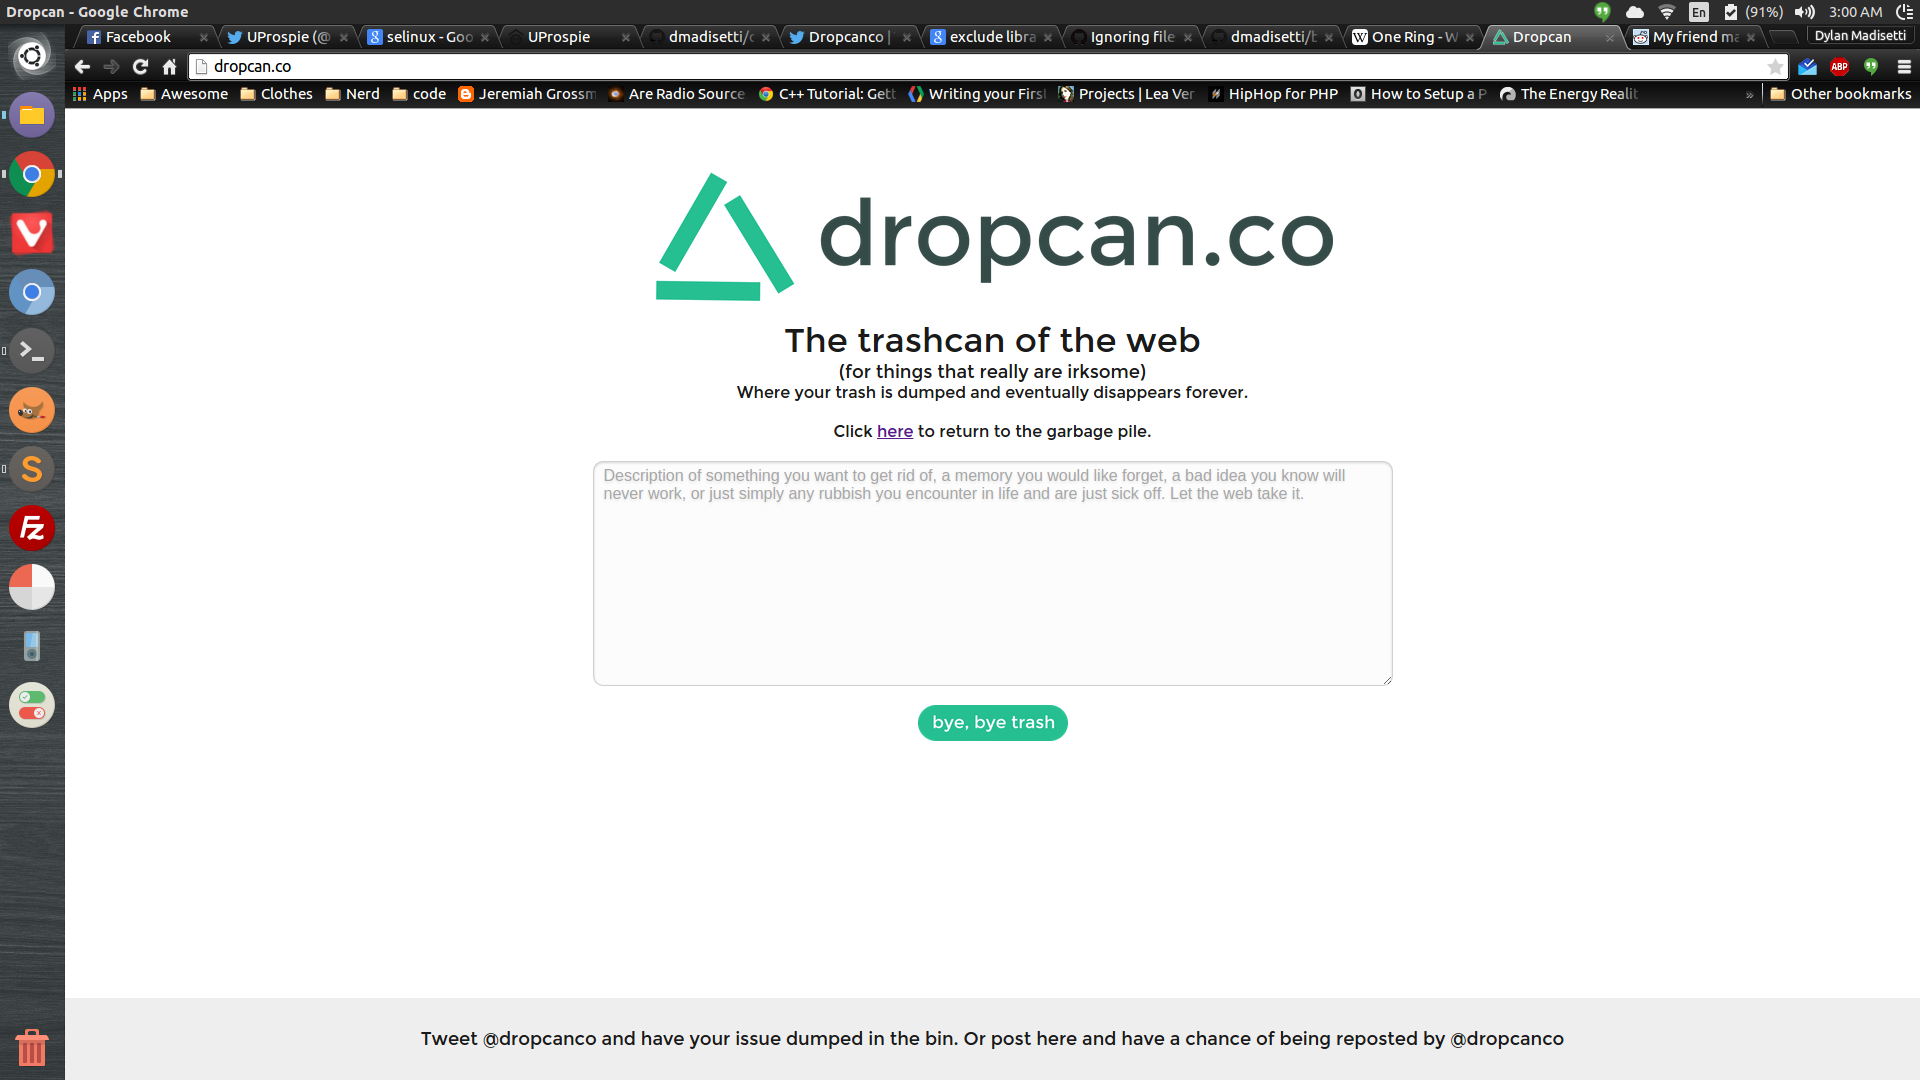 Dropcan - Google Chrome
En
(91%)
3:00 AM
Facebook
UProspie (@
selinux - Goo
UProspie
dmadisetti/
Dropcanco |
exclude libra
Ignoring file
dmadisetti/
One Ring - W
Dropcan
My friend ma
Dylan Madisetti
dropcan.co
ABP
Apps
Awesome
Clothes
Nerd
code
Jeremiah Grossm
Are Radio Source
C++ Tutorial: Gett
Writing your Firs
Projects | Lea Ver
HipHop for PHP
How to Setup a P
The Energy Realit
»
Other bookmarks
dropcan.co
The trashcan of the web
(for things that really are irksome)
Where your trash is dumped and eventually disappears forever.
Click here to return to the garbage pile.
Description of something you want to get rid of, a memory you would like forget, a bad idea you know will
never work, or just simply any rubbish you encounter in life and are just sick off. Let the web take it.
bye, bye trash
Tweet @dropcanco and have your issue dumped in the bin. Or post here and have a chance of being reposted by @dropcanco